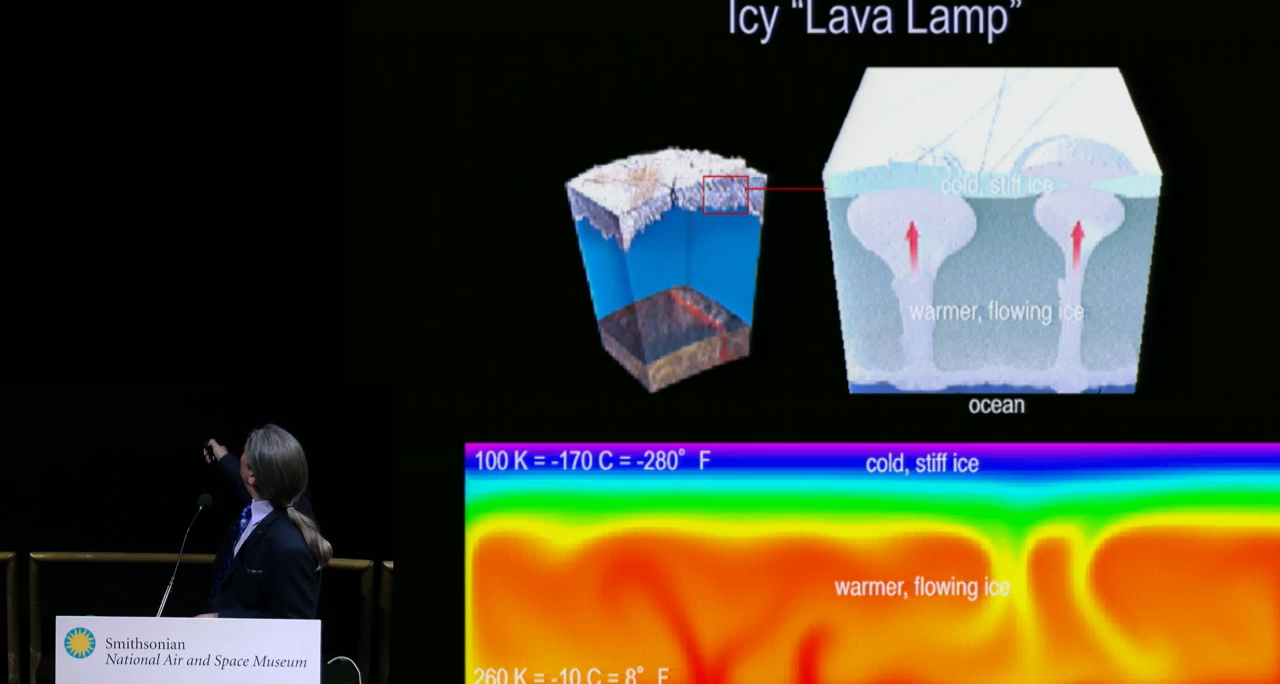 Icy “Lava Lamp”
cold, stiff ice
warmer, flowing ice
ocean
100 K = -170 C = -280° F
cold, stiff ice
warmer, flowing ice
260 K = -10 C = 8° F
Smithsonian
National Air and Space Museum